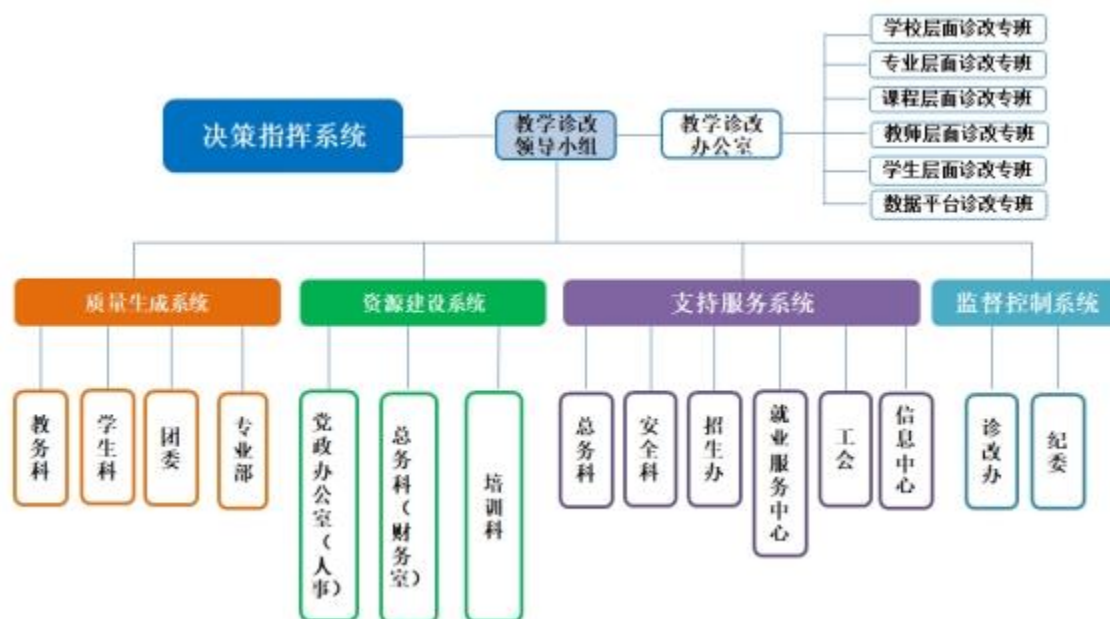 学校层面诊改专班
专业层面诊改专班
课程层面诊改专班
教师层面诊改专班
学生层面诊改专班
数据平台诊改专班
决策指挥系统
教学诊改
领导小组
教学诊改
办公室
质量生成系统
资源建设系统
支持服务系统
监督控制系统
教务科
学生科
团委
专业部
党政办公室（人事）
总务科（财务室）
培训科
总务科
安全科
招生办
就业服务中心
工会
信息中心
诊改办
纪委